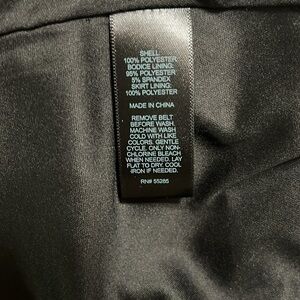 SHELL:
100% POLYESTER
BODICE LINING:
95% POLYESTER
5% SPANDEX
SKIRT LINING:
100% POLYESTER
MADE IN CHINA
REMOVE BELT
BEFORE WASH.
MACHINE WASH
COLD WITH LIKE
COLORS. GENTLE
CYCLE. ONLY NON-
CHLORINE BLEACH
WHEN NEEDED. LAY
FLAT TO DRY. COOL
IRON IF NEEDED.
RN# 55285